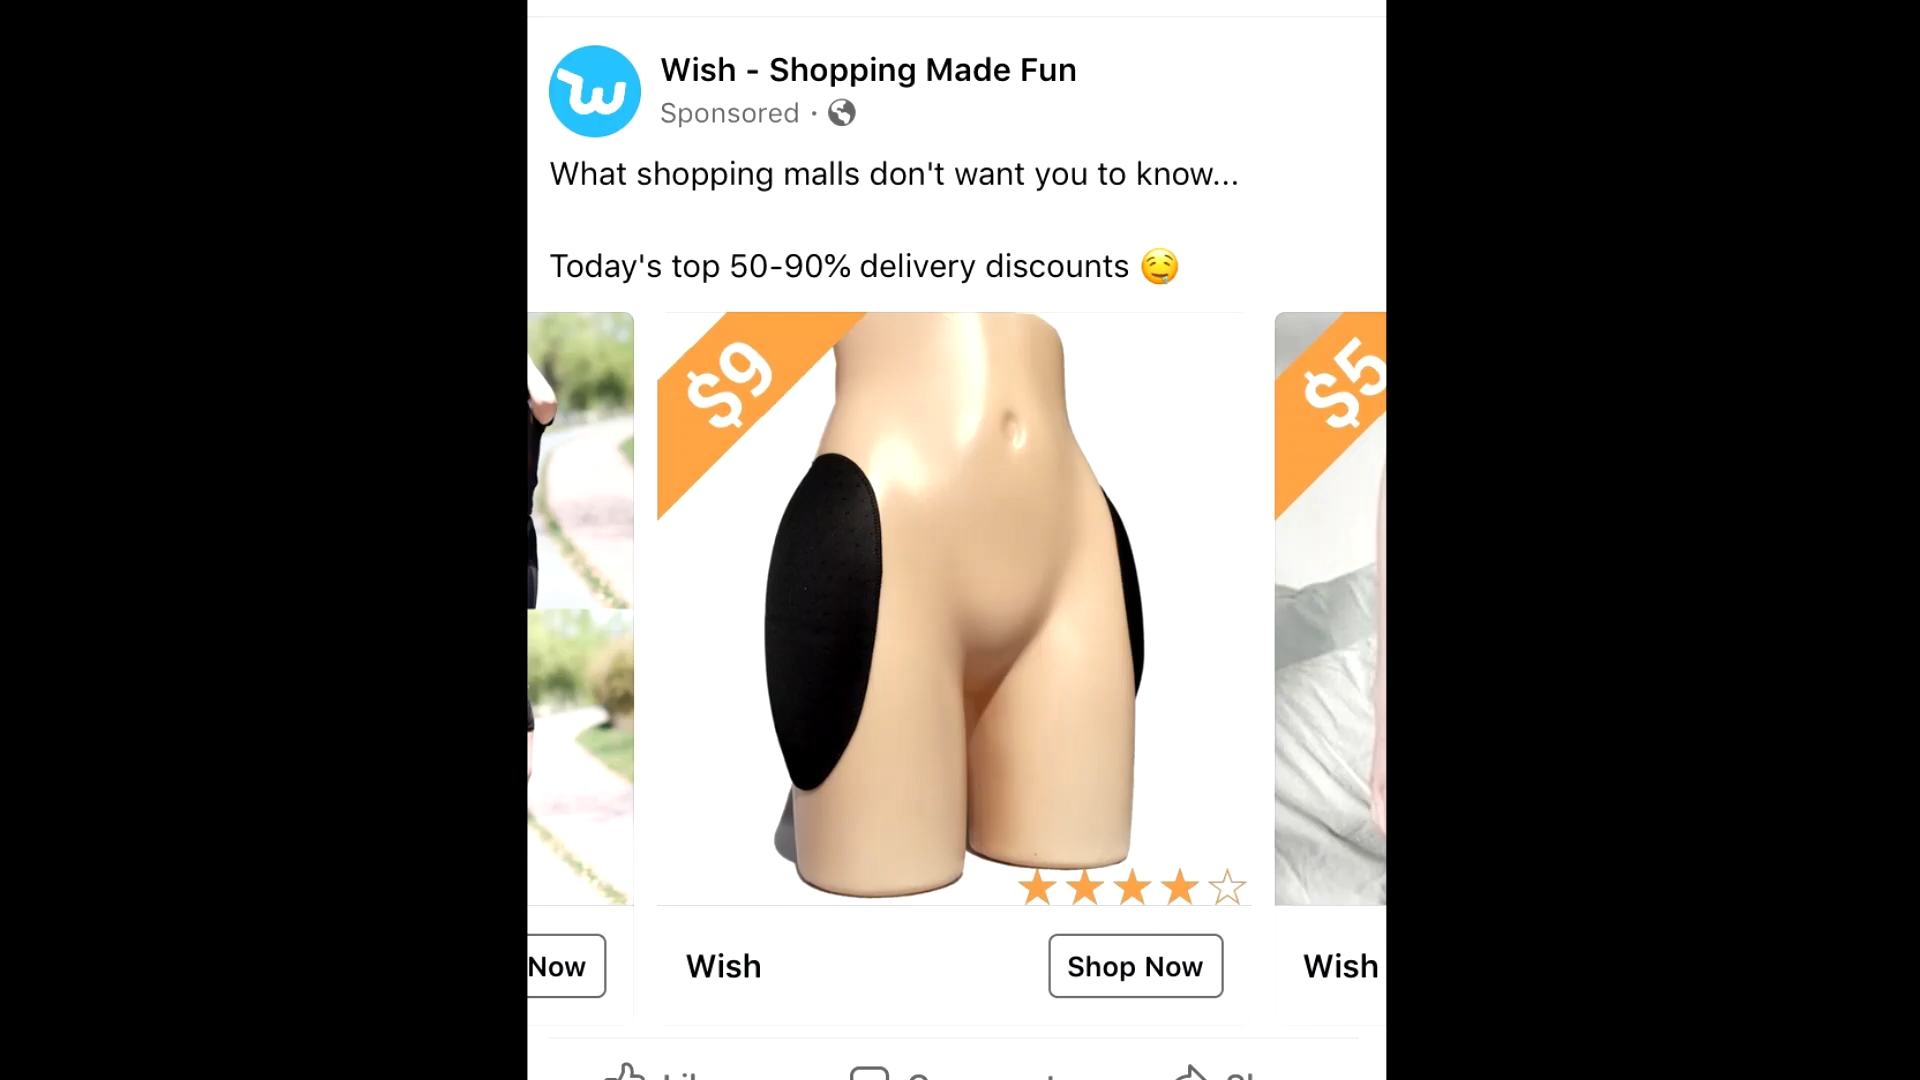 Wish - Shopping Made Fun
Sponsored ·
What shopping malls don't want you to know...
Today's top 50-90% delivery discounts 🤤
$9
$5
Now
Wish
Shop Now
Wish